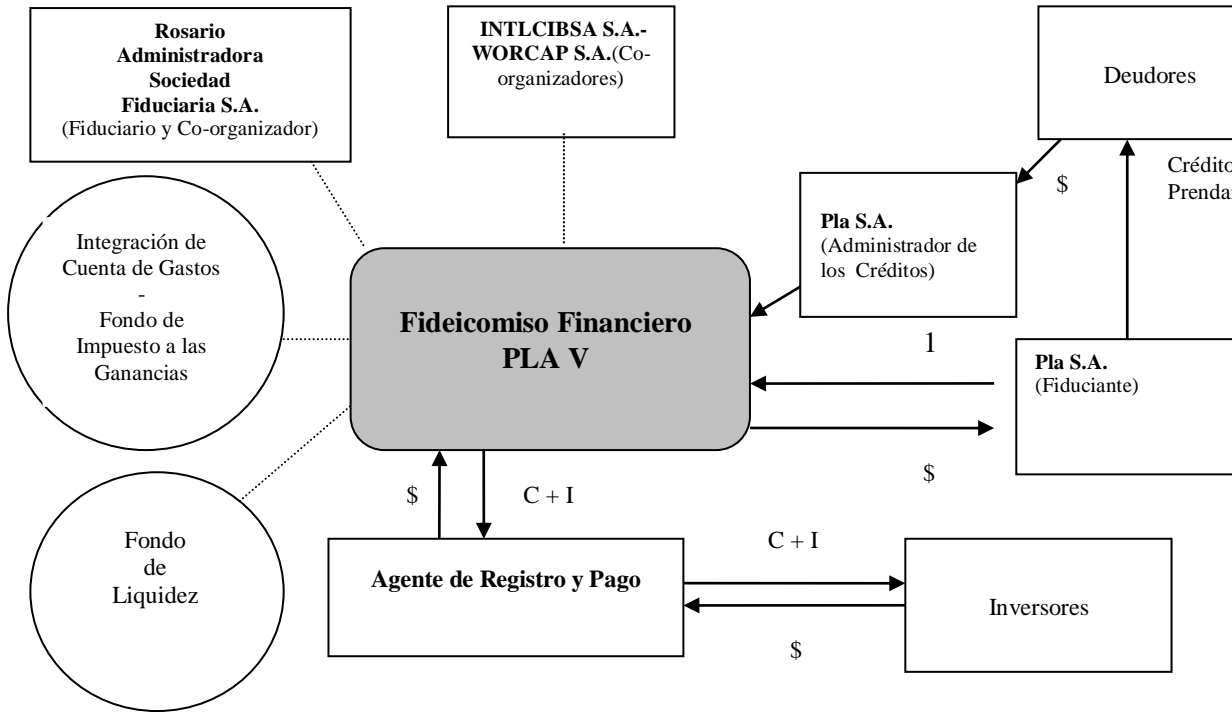 Rosario
Administradora
Sociedad
Fiduciaria S.A.
(Fiduciario y Co-organizador)
INTLCIBSA S.A.-
WORCAP S.A.(Co-
organizadores)
Deudores
Crédito
Prenda
$
Pla S.A.
(Administrador de
los Créditos)
Integración de
Cuenta de Gastos
-
Fondo de
Impuesto a las
Ganancias
Fideicomiso Financiero
PLA V
1
Pla S.A.
(Fiduciante)
$
$
C + I
Fondo
de
Liquidez
Agente de Registro y Pago
C + I
$
Inversores